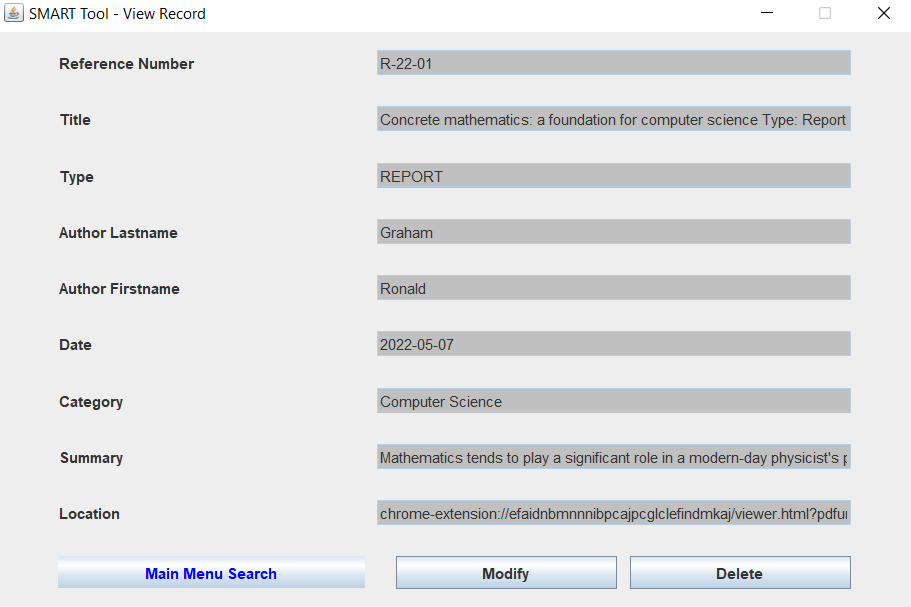 SMART Tool - View Record
Reference Number R-22-01
Title Concrete mathematics: a foundation for computer science Type: Report
Type REPORT
Author Lastname Graham
Author Firstname Ronald
Date 2022-05-07
Category Computer Science
Summary Mathematics tends to play a significant role in a modern-day physicist's p
Location chrome-extension://efaidnbmnnnibpcajpcglclefindmkaj/viewer.html?pdfur
Main Menu Search Modify Delete